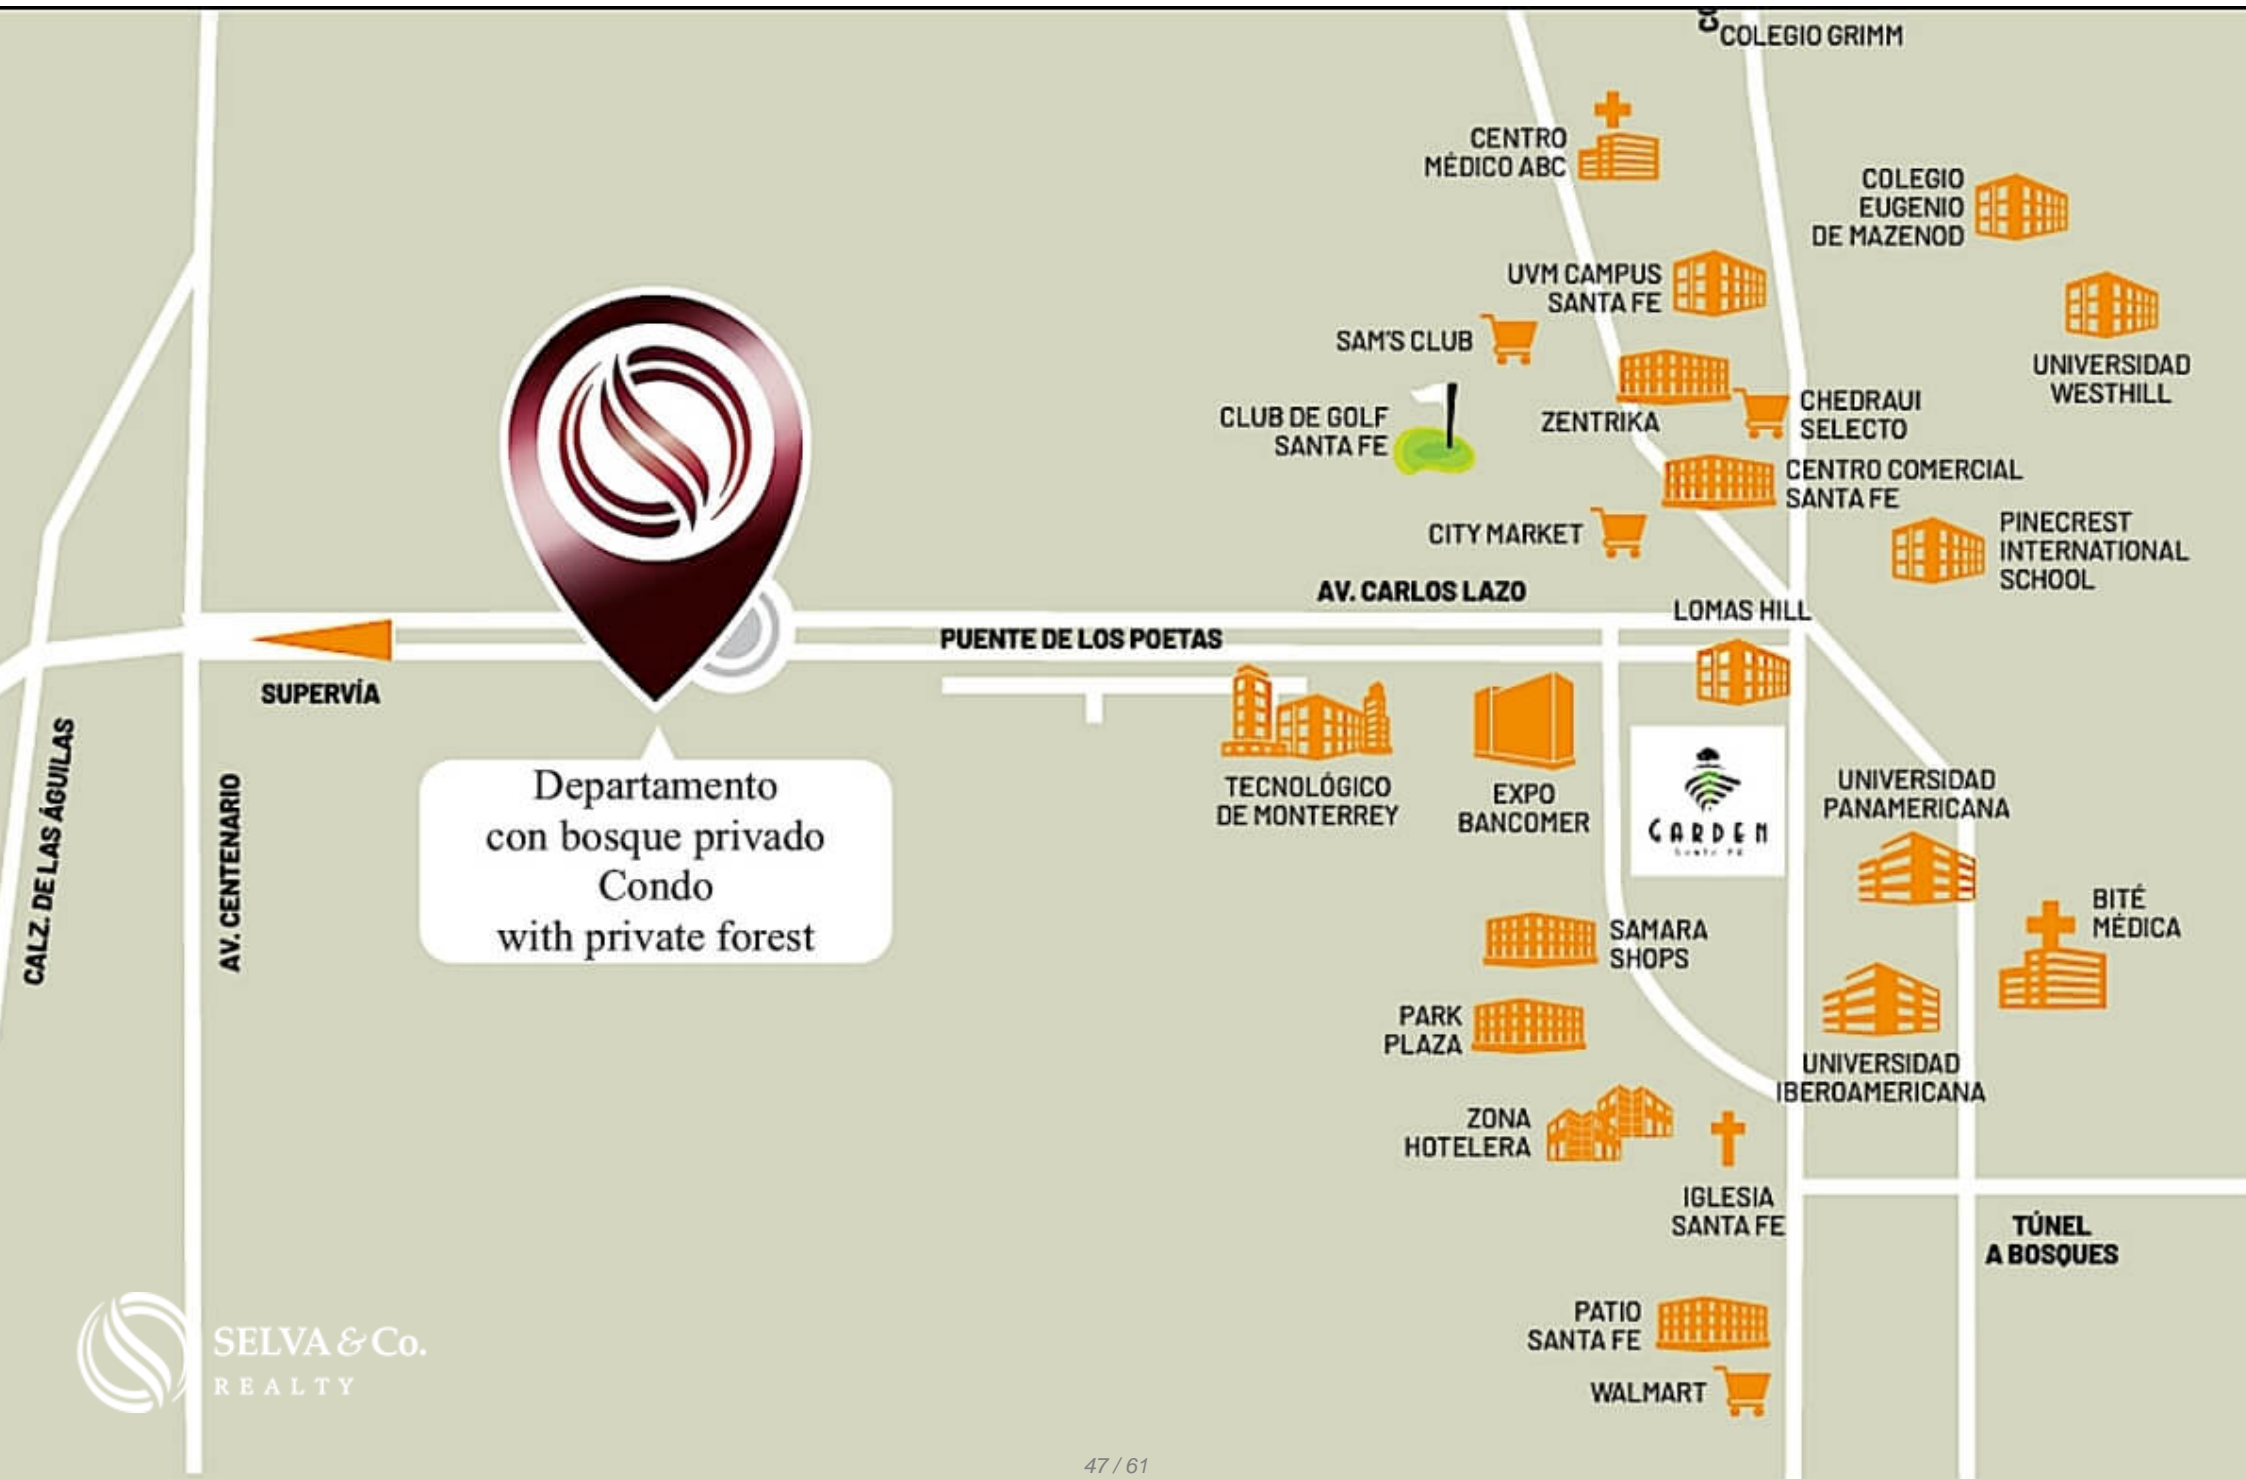 COLEGIO GRIMM
CENTRO
MÉDICO ABC
COLEGIO
EUGENIO
DE MAZENOD
UVM CAMPUS
SANTA FE
SAM'S CLUB
UNIVERSIDAD
WESTHILL
CLUB DE GOLF
SANTA FE
ZENTRIKA
CHEDRAUI
SELECTO
CENTRO COMERCIAL
SANTA FE
CITY MARKET
PINECREST
INTERNATIONAL
SCHOOL
AV. CARLOS LAZO
LOMAS HILL
PUENTE DE LOS POETAS
SUPERVÍA
CALZ. DE LAS ÁGUILAS
AV. CENTENARIO
Departamento
con bosque privado
Condo
with private forest
TECNOLÓGICO
DE MONTERREY
EXPO
BANCOMER
GARDEN
Santa Fe
UNIVERSIDAD
PANAMERICANA
BITÉ
MÉDICA
SAMARA
SHOPS
PARK
PLAZA
UNIVERSIDAD
IBEROAMERICANA
ZONA
HOTELERA
IGLESIA
SANTA FE
TÚNEL
A BOSQUES
PATIO
SANTA FE
WALMART
SELVA & Co.
REALTY
47 / 61